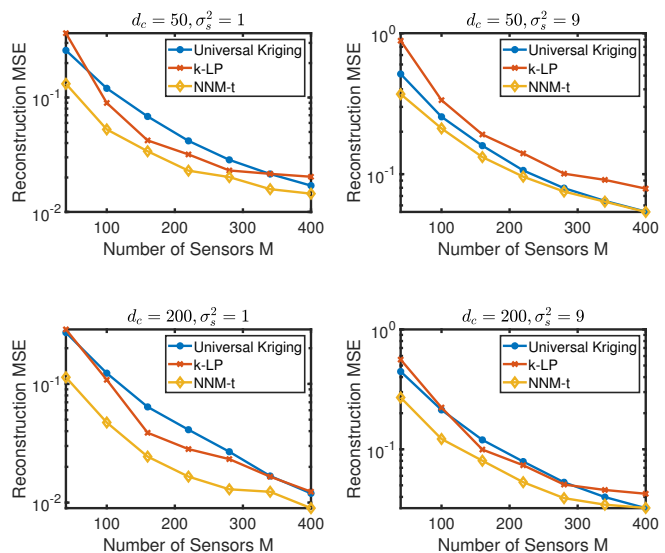 d_c = 50, σ_s^2 = 1
Reconstruction MSE
10^-1
10^-2
Universal Kriging
k-LP
NNM-t
100 200 300 400
Number of Sensors M
d_c = 50, σ_s^2 = 9
Reconstruction MSE
10^0
10^-1
Universal Kriging
k-LP
NNM-t
100 200 300 400
Number of Sensors M
d_c = 200, σ_s^2 = 1
Reconstruction MSE
10^-1
10^-2
Universal Kriging
k-LP
NNM-t
100 200 300 400
Number of Sensors M
d_c = 200, σ_s^2 = 9
Reconstruction MSE
10^0
10^-1
Universal Kriging
k-LP
NNM-t
100 200 300 400
Number of Sensors M